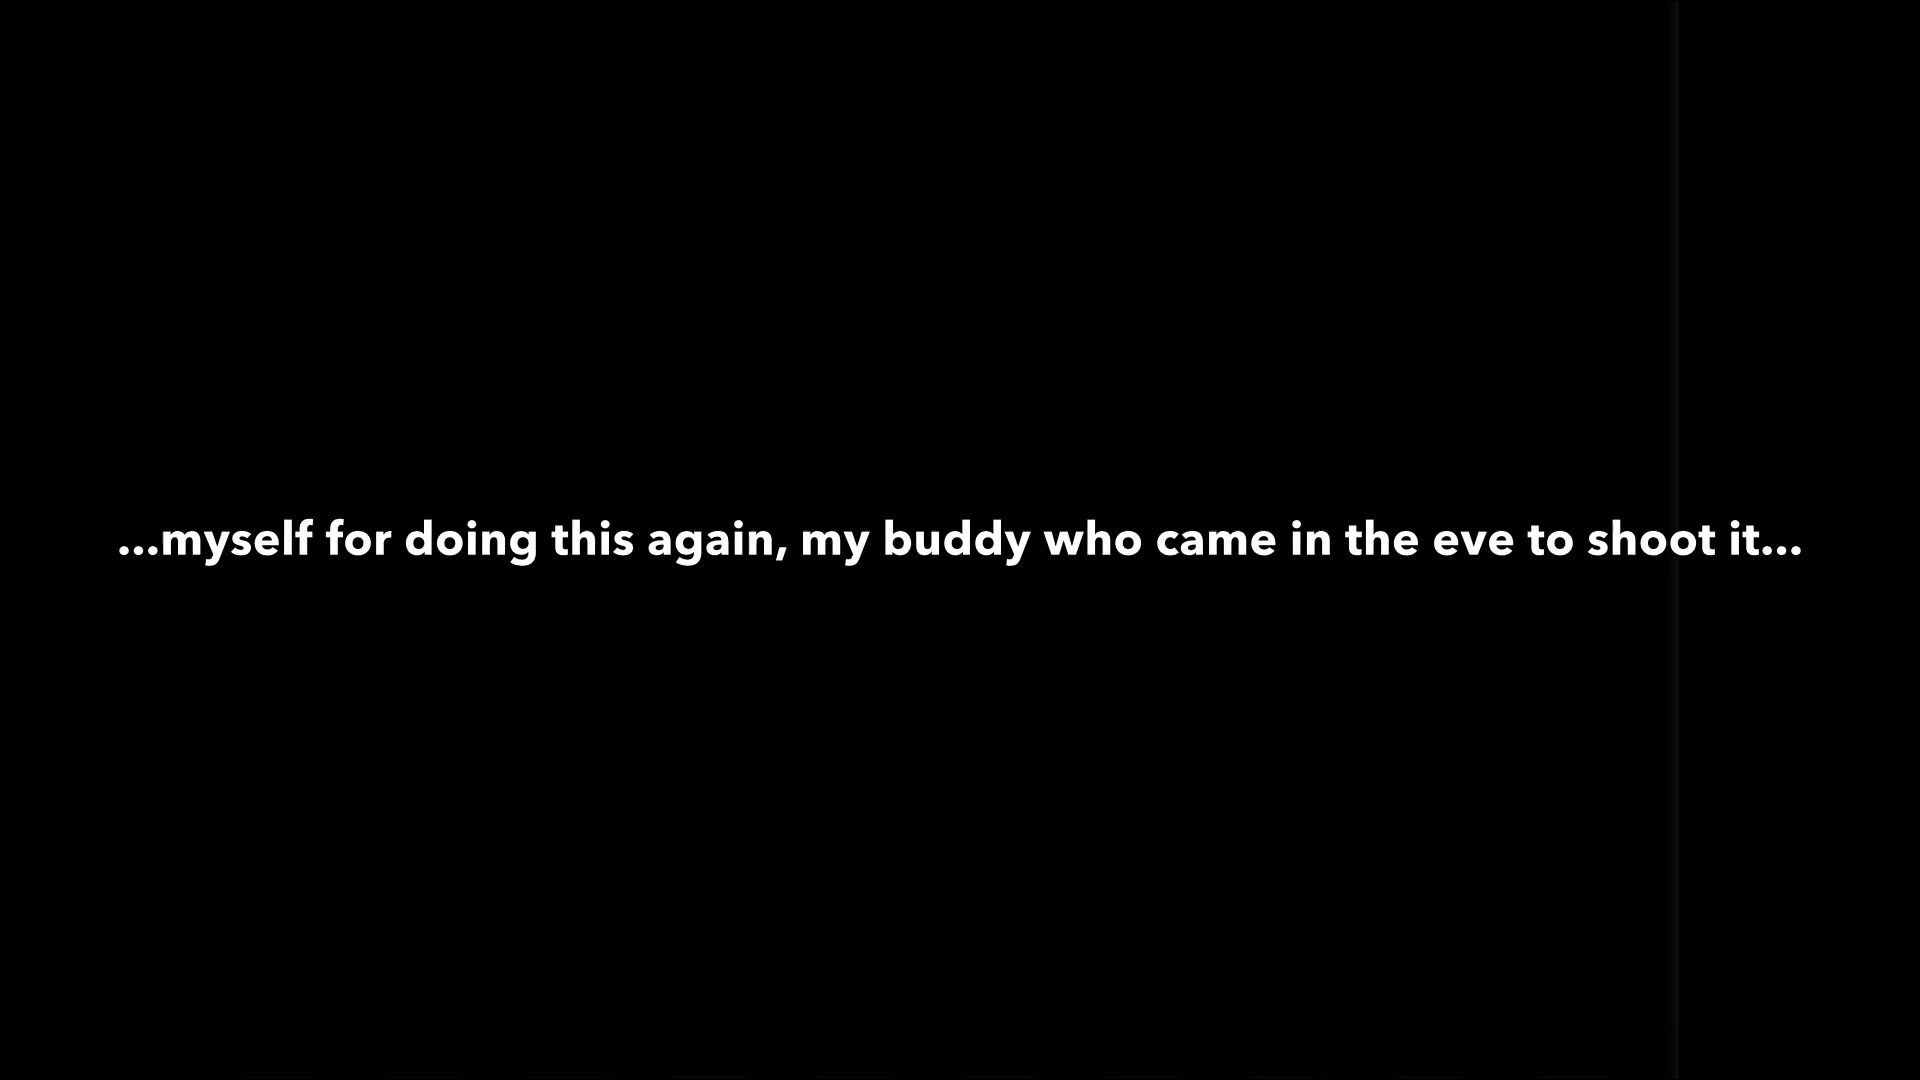 ...myself for doing this again, my buddy who came in the eve to shoot it...